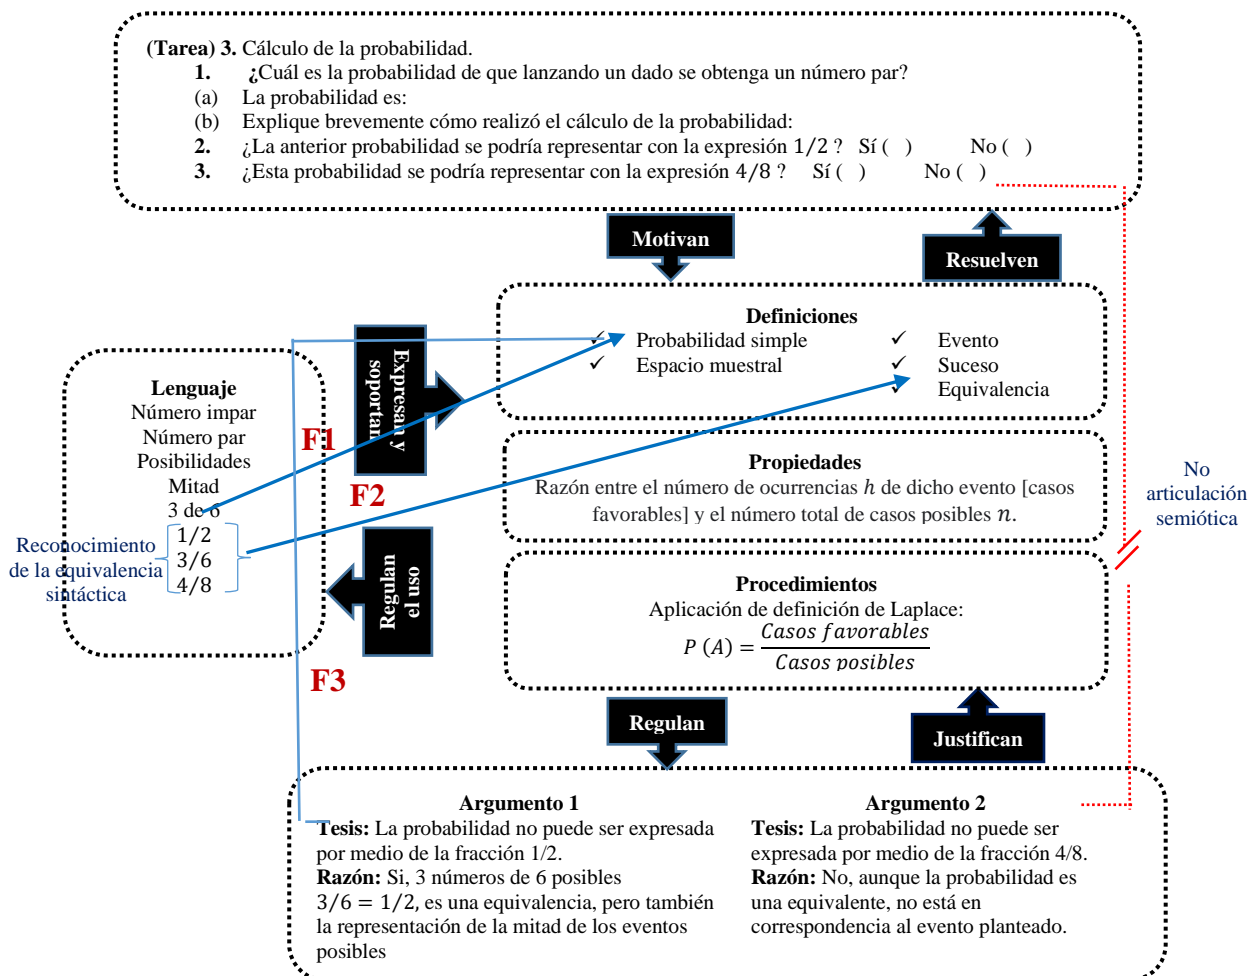 (Tarea) 3. Cálculo de la probabilidad.
1. ¿Cuál es la probabilidad de que lanzando un dado se obtenga un número par?
(a) La probabilidad es:
(b) Explique brevemente cómo realizó el cálculo de la probabilidad:
2. ¿La anterior probabilidad se podría representar con la expresión 1/2 ? Sí ( ) No ( )
3. ¿Esta probabilidad se podría representar con la expresión 4/8 ? Sí ( ) No ( )
Motivan
Resuelven
Definiciones
✓ Probabilidad simple
✓ Espacio muestral
✓ Evento
✓ Suceso
✓ Equivalencia
Expresan y
soportan
Lenguaje
Número impar
Número par
Posibilidades
Mitad
3 de 6
1/2
3/6
4/8
Reconocimiento
de la equivalencia
sintáctica
F1
F2
F3
Regulan
el uso
Propiedades
Razón entre el número de ocurrencias h de dicho evento [casos
favorables] y el número total de casos posibles n.
No
articulación
semiótica
Procedimientos
Aplicación de definición de Laplace:
P (A) = Casos favorables / Casos posibles
Regulan
Justifican
Argumento 1
Tesis: La probabilidad no puede ser expresada
por medio de la fracción 1/2.
Razón: Si, 3 números de 6 posibles
3/6 = 1/2, es una equivalencia, pero también
la representación de la mitad de los eventos
posibles
Argumento 2
Tesis: La probabilidad no puede ser
expresada por medio de la fracción 4/8.
Razón: No, aunque la probabilidad es
una equivalente, no está en
correspondencia al evento planteado.